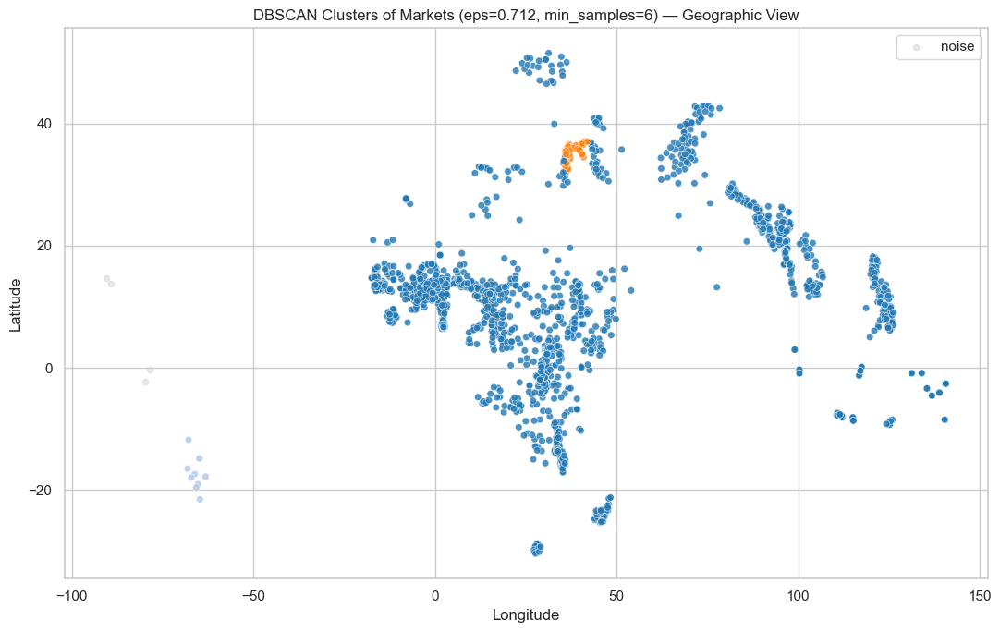 DBSCAN Clusters of Markets (eps=0.712, min_samples=6) — Geographic View
noise
Latitude
40
20
0
−20
−100
−50
0
50
100
150
Longitude